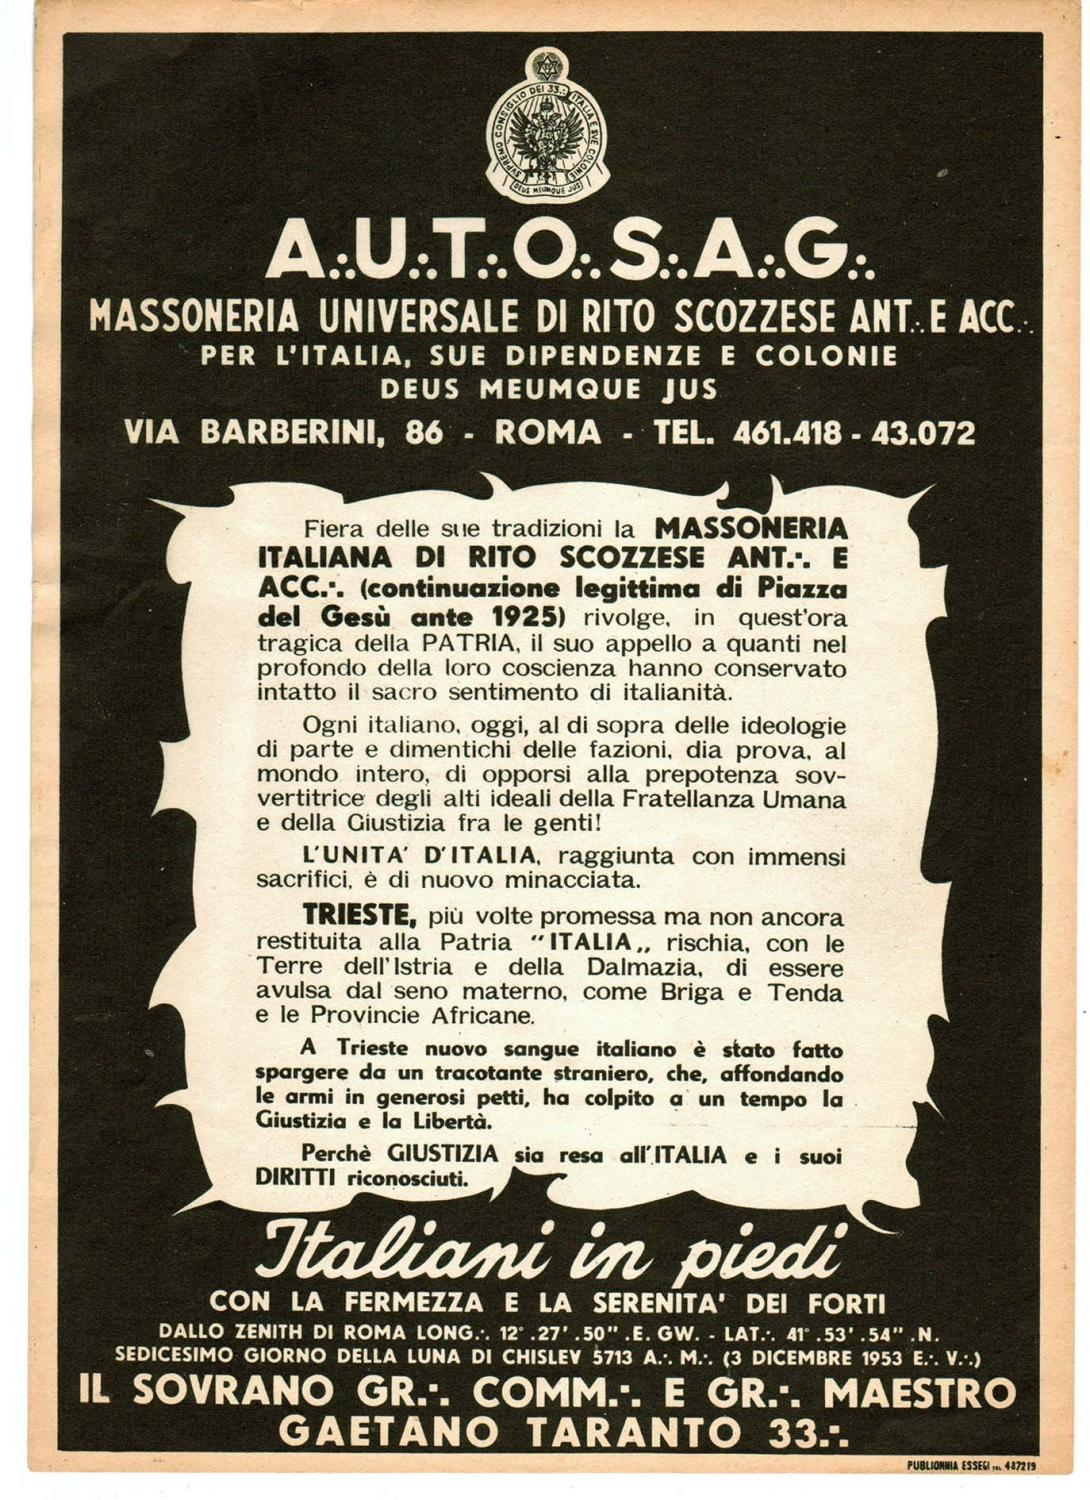 SUPREMO CONSIGLIO DEI 33.·. ITALIA E SUE COLONIE
DEUS MEUMQUE JUS
A.·.U.·.T.·.O.·.S.·.A.·.G.·.
MASSONERIA UNIVERSALE DI RITO SCOZZESE ANT.·. E ACC.·.
PER L'ITALIA, SUE DIPENDENZE E COLONIE
DEUS MEUMQUE JUS
VIA BARBERINI, 86 - ROMA - TEL. 461.418 - 43.072
Fiera delle sue tradizioni la MASSONERIA
ITALIANA DI RITO SCOZZESE ANT.·. E
ACC.·. (continuazione legittima di Piazza
del Gesù ante 1925) rivolge, in quest'ora
tragica della PATRIA, il suo appello a quanti nel
profondo della loro coscienza hanno conservato
intatto il sacro sentimento di italianità.
Ogni italiano, oggi, al di sopra delle ideologie
di parte e dimentichi delle fazioni, dia prova, al
mondo intero, di opporsi alla prepotenza sov-
vertitrice degli alti ideali della Fratellanza Umana
e della Giustizia fra le genti!
L'UNITA' D'ITALIA, raggiunta con immensi
sacrifici, è di nuovo minacciata.
TRIESTE, più volte promessa ma non ancora
restituita alla Patria "ITALIA„ rischia, con le
Terre dell'Istria e della Dalmazia, di essere
avulsa dal seno materno, come Briga e Tenda
e le Provincie Africane.
A Trieste nuovo sangue italiano è stato fatto
spargere da un tracotante straniero, che, affondando
le armi in generosi petti, ha colpito a un tempo la
Giustizia e la Libertà.
Perchè GIUSTIZIA sia resa all'ITALIA e i suoi
DIRITTI riconosciuti.
Italiani in piedi
CON LA FERMEZZA E LA SERENITA' DEI FORTI
DALLO ZENITH DI ROMA LONG.·. 12° .27' .50" .E. GW. - LAT.·. 41° .53' .54" .N.
SEDICESIMO GIORNO DELLA LUNA DI CHISLEV 5713 A.·. M.·. (3 DICEMBRE 1953 E.·. V.·.)
IL SOVRANO GR.·. COMM.·. E GR.·. MAESTRO
GAETANO TARANTO 33.·.
PUBLIONNIA ESSEGI TEL. 487219